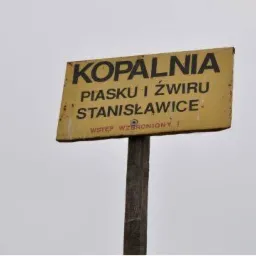 KOPALNIA
PIASKU I ŻWIRU
STANISŁAWICE
WSTĘP WZBRONIONY !